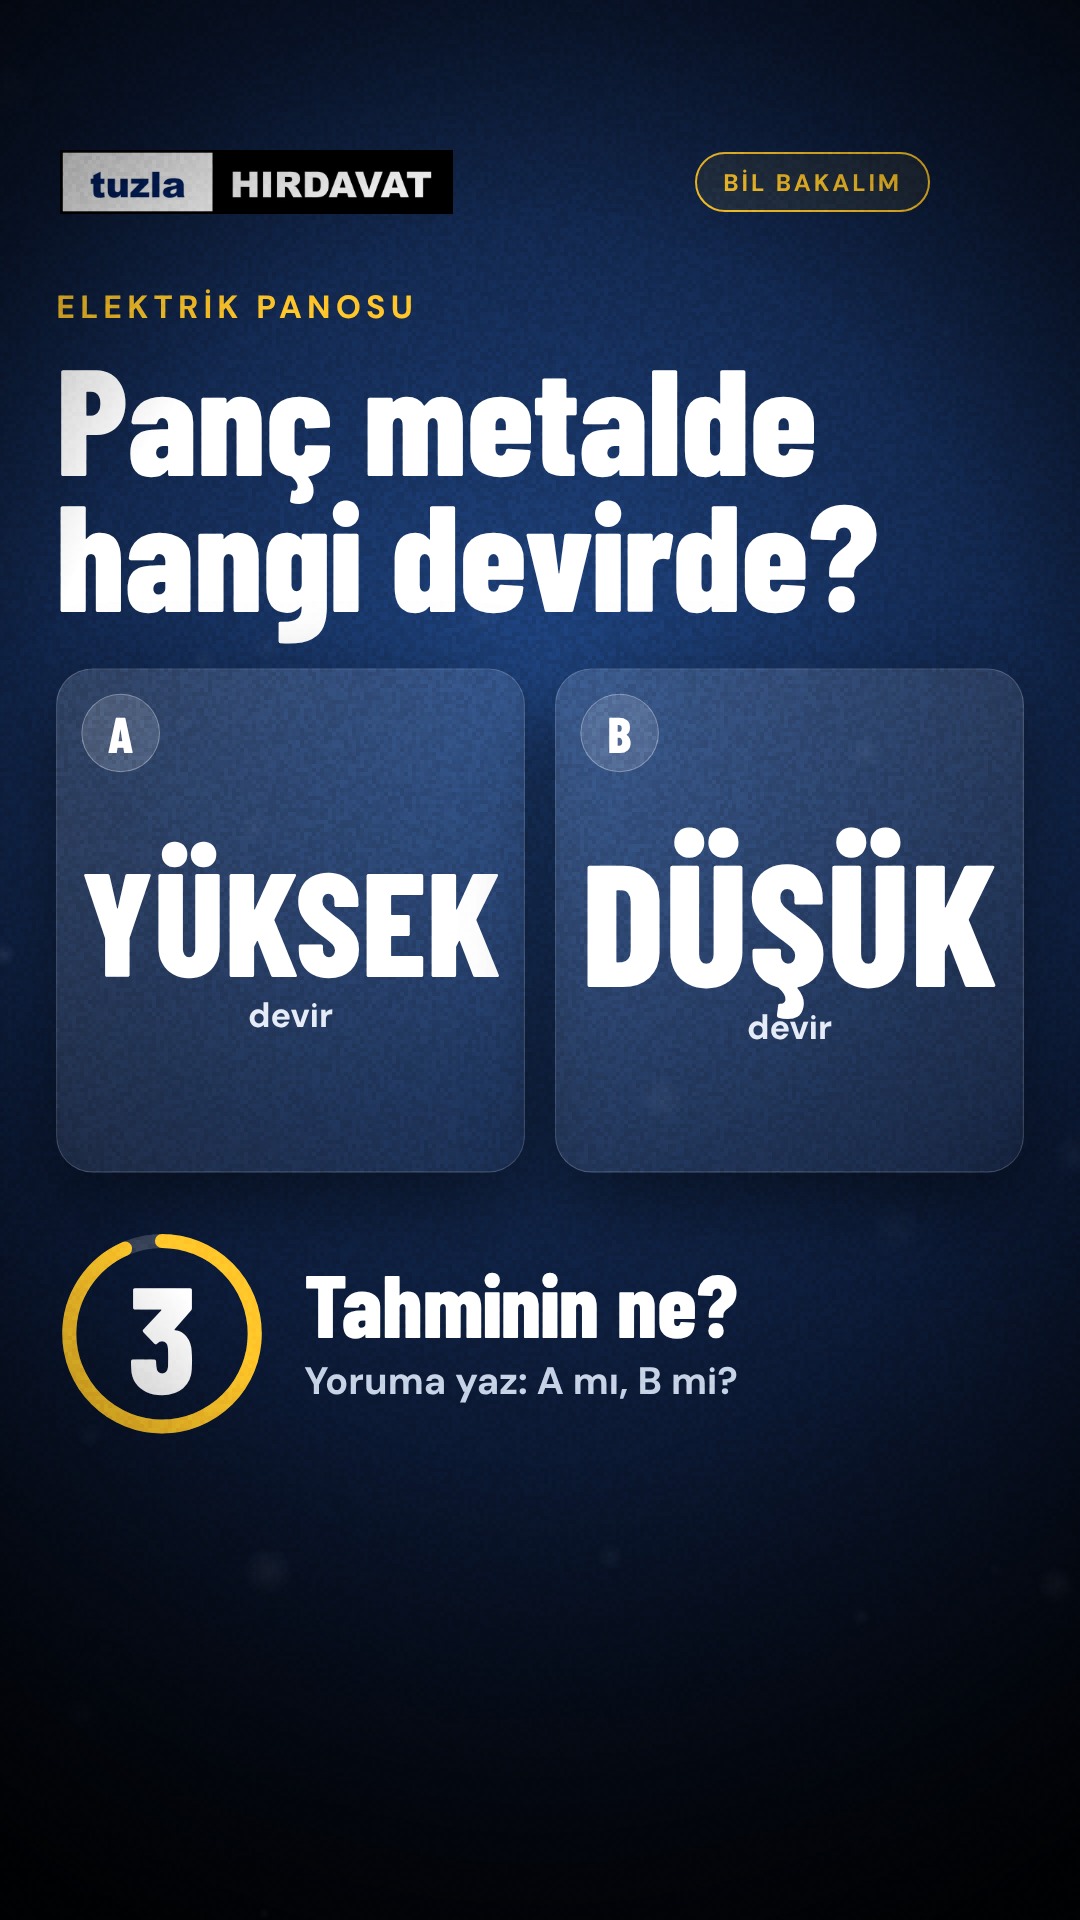 tuzla HIRDAVAT
BİL BAKALIM
ELEKTRİK PANOSU
Panç metalde
hangi devirde?
A
YÜKSEK
devir
B
DÜŞÜK
devir
3
Tahminin ne?
Yoruma yaz: A mı, B mi?